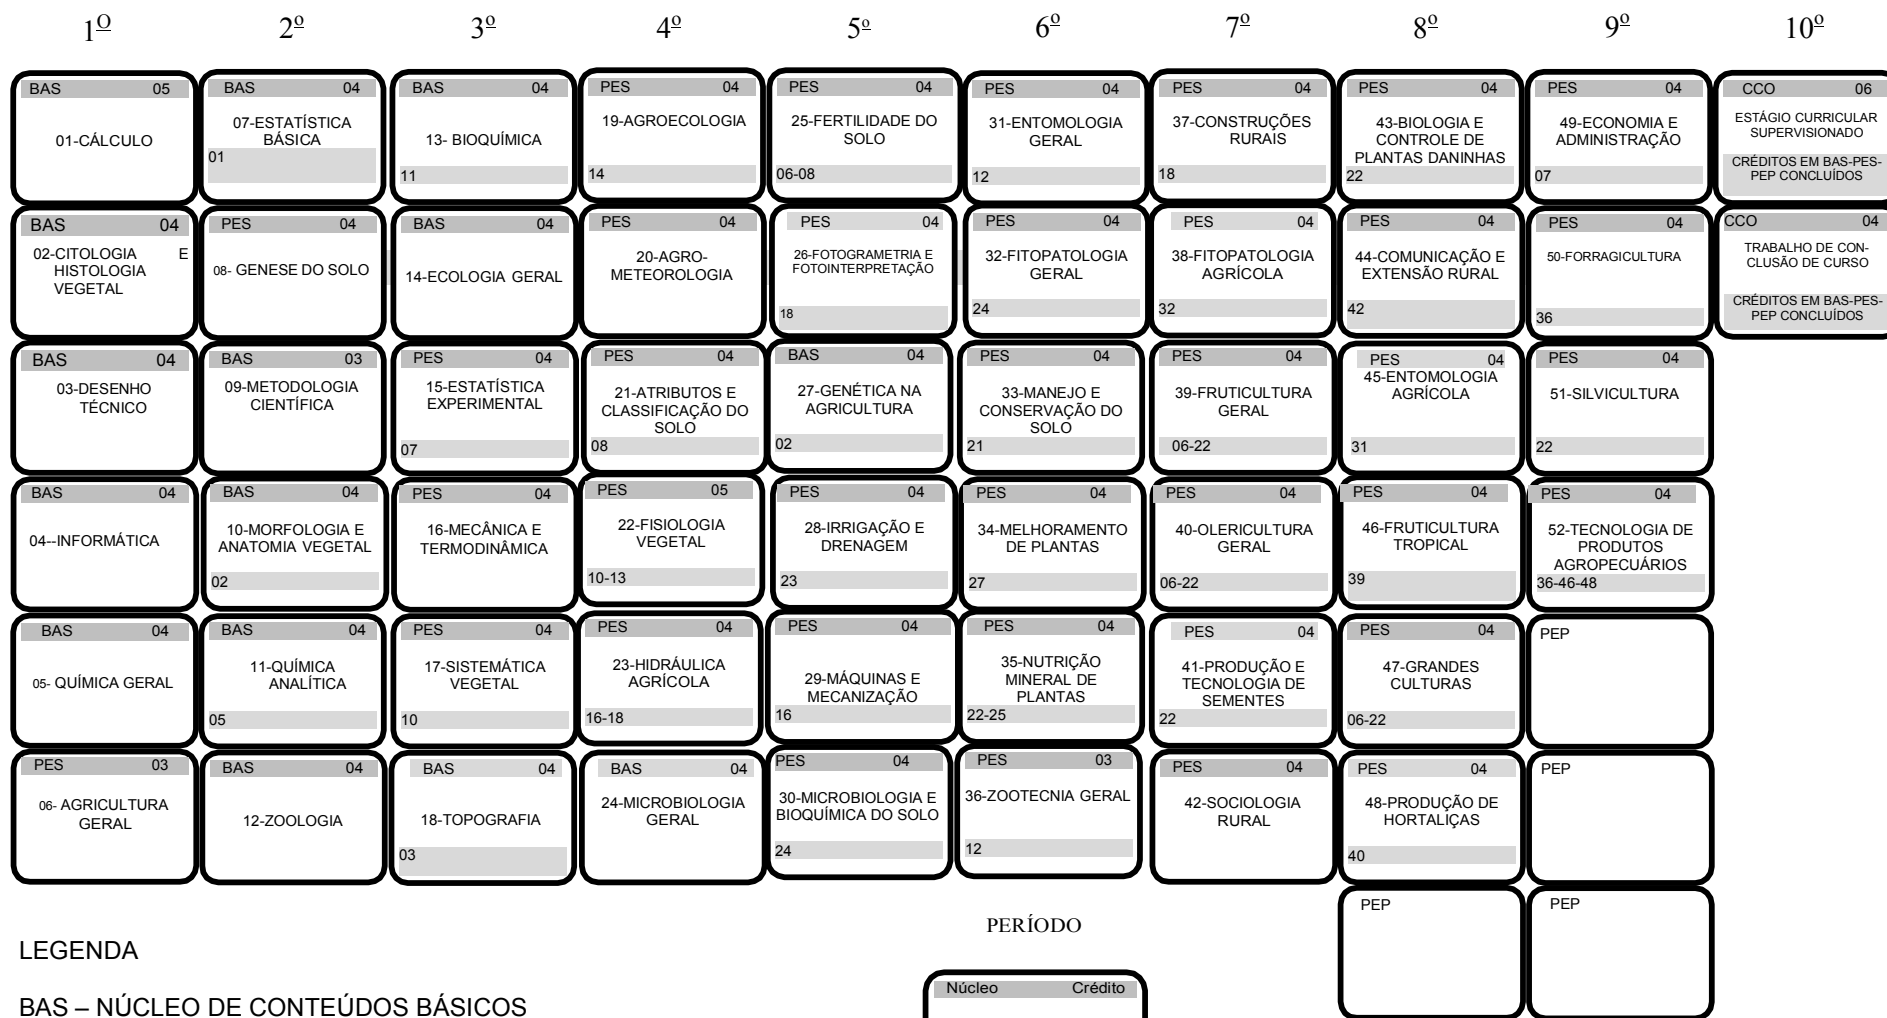 1º 2º 3º 4º 5º 6º 7º 8º 9º 10º
BAS 05
01-CÁLCULO
BAS 04
07-ESTATÍSTICA
BÁSICA
01
BAS 04
13- BIOQUÍMICA
11
PES 04
19-AGROECOLOGIA
14
PES 04
25-FERTILIDADE DO
SOLO
06-08
PES 04
31-ENTOMOLOGIA
GERAL
12
PES 04
37-CONSTRUÇÕES
RURAIS
18
PES 04
43-BIOLOGIA E
CONTROLE DE
PLANTAS DANINHAS
22
PES 04
49-ECONOMIA E
ADMINISTRAÇÃO
07
CCO 06
ESTÁGIO CURRICULAR
SUPERVISIONADO
CRÉDITOS EM BAS-PES-
PEP CONCLUÍDOS
BAS 04
02-CITOLOGIA E
HISTOLOGIA
VEGETAL
PES 04
08- GENESE DO SOLO
BAS 04
14-ECOLOGIA GERAL
PES 04
20-AGRO-
METEOROLOGIA
PES 04
26-FOTOGRAMETRIA E
FOTOINTERPRETAÇÃO
18
PES 04
32-FITOPATOLOGIA
GERAL
24
PES 04
38-FITOPATOLOGIA
AGRÍCOLA
32
PES 04
44-COMUNICAÇÃO E
EXTENSÃO RURAL
42
PES 04
50-FORRAGICULTURA
36
CCO 04
TRABALHO DE CON-
CLUSÃO DE CURSO
CRÉDITOS EM BAS-PES-
PEP CONCLUÍDOS
BAS 04
03-DESENHO
TÉCNICO
BAS 03
09-METODOLOGIA
CIENTÍFICA
PES 04
15-ESTATÍSTICA
EXPERIMENTAL
07
PES 04
21-ATRIBUTOS E
CLASSIFICAÇÃO DO
SOLO
08
BAS 04
27-GENÉTICA NA
AGRICULTURA
02
PES 04
33-MANEJO E
CONSERVAÇÃO DO
SOLO
21
PES 04
39-FRUTICULTURA
GERAL
06-22
PES 04
45-ENTOMOLOGIA
AGRÍCOLA
31
PES 04
51-SILVICULTURA
22
BAS 04
04--INFORMÁTICA
BAS 04
10-MORFOLOGIA E
ANATOMIA VEGETAL
02
PES 04
16-MECÂNICA E
TERMODINÂMICA
PES 05
22-FISIOLOGIA
VEGETAL
10-13
PES 04
28-IRRIGAÇÃO E
DRENAGEM
23
PES 04
34-MELHORAMENTO
DE PLANTAS
27
PES 04
40-OLERICULTURA
GERAL
06-22
PES 04
46-FRUTICULTURA
TROPICAL
39
PES 04
52-TECNOLOGIA DE
PRODUTOS
AGROPECUÁRIOS
36-46-48
BAS 04
05- QUÍMICA GERAL
BAS 04
11-QUÍMICA
ANALÍTICA
05
PES 04
17-SISTEMÁTICA
VEGETAL
10
PES 04
23-HIDRÁULICA
AGRÍCOLA
16-18
PES 04
29-MÁQUINAS E
MECANIZAÇÃO
16
PES 04
35-NUTRIÇÃO
MINERAL DE
PLANTAS
22-25
PES 04
41-PRODUÇÃO E
TECNOLOGIA DE
SEMENTES
22
PES 04
47-GRANDES
CULTURAS
06-22
PEP
PES 03
06- AGRICULTURA
GERAL
BAS 04
12-ZOOLOGIA
BAS 04
18-TOPOGRAFIA
03
BAS 04
24-MICROBIOLOGIA
GERAL
PES 04
30-MICROBIOLOGIA E
BIOQUÍMICA DO SOLO
24
PES 03
36-ZOOTECNIA GERAL
12
PES 04
42-SOCIOLOGIA
RURAL
PES 04
48-PRODUÇÃO DE
HORTALIÇAS
40
PEP
PEP
PEP
PERÍODO
LEGENDA
Núcleo Crédito
BAS – NÚCLEO DE CONTEÚDOS BÁSICOS